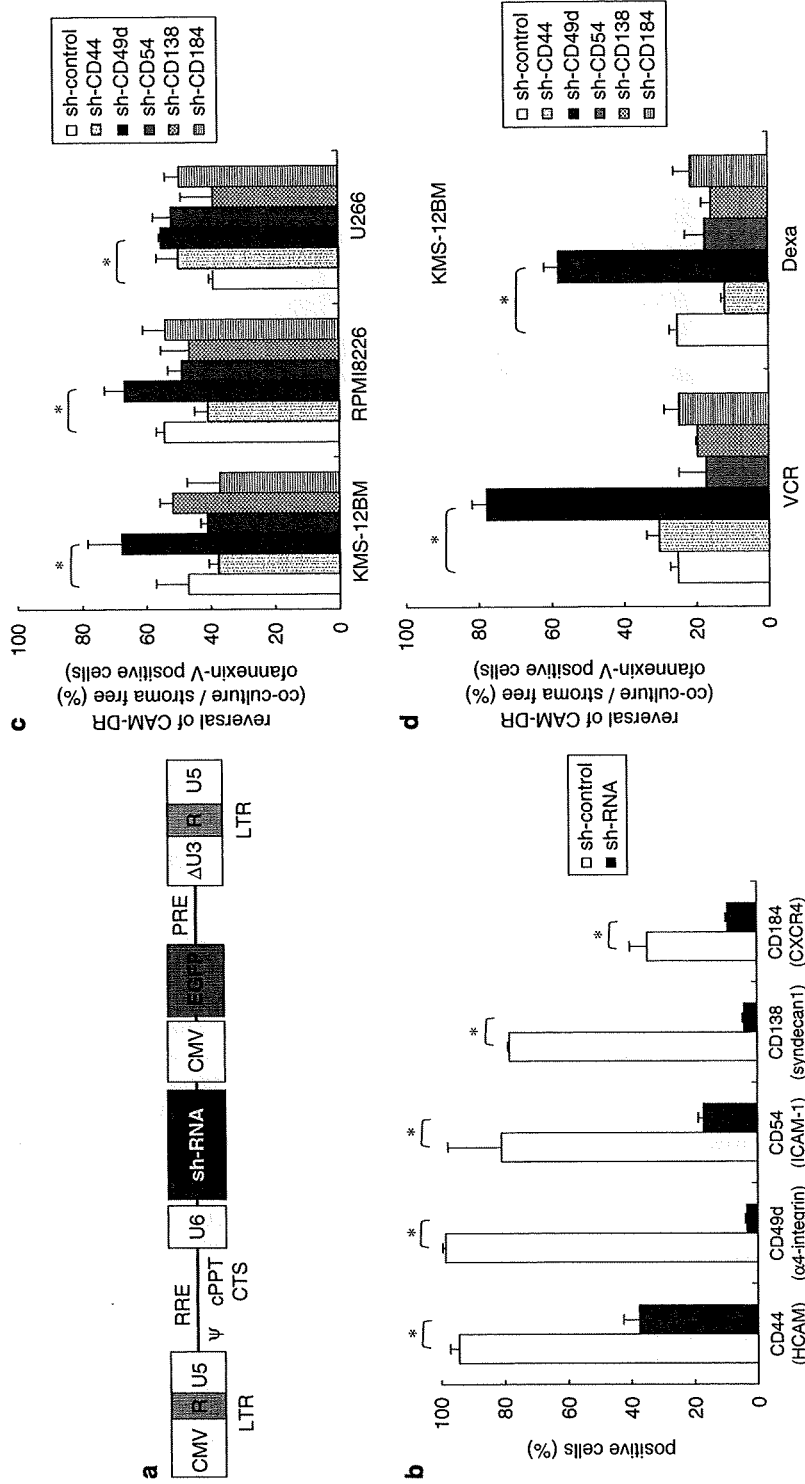 a
CMV R U5
LTR
RRE
ψ cPPT
CTS
U6
sh-RNA
CMV
EGFP
PRE
ΔU3 R U5
LTR
b
positive cells (%)
100
80
60
40
20
0
* * * * *
sh-control
sh-RNA
CD44
(HCAM)
CD49d
(α4-integrin)
CD54
(ICAM-1)
CD138
(syndecan1)
CD184
(CXCR4)
c
reversal of CAM-DR
(co-culture / stroma free (%)
ofannexin-V positive cells)
100
80
60
40
20
0
* * *
KMS-12BM
RPMI8226
U266
sh-control
sh-CD44
sh-CD49d
sh-CD54
sh-CD138
sh-CD184
d
reversal of CAM-DR
(co-culture / stroma free (%)
ofannexin-V positive cells)
100
80
60
40
20
0
* *
KMS-12BM
VCR
Dexa
sh-control
sh-CD44
sh-CD49d
sh-CD54
sh-CD138
sh-CD184